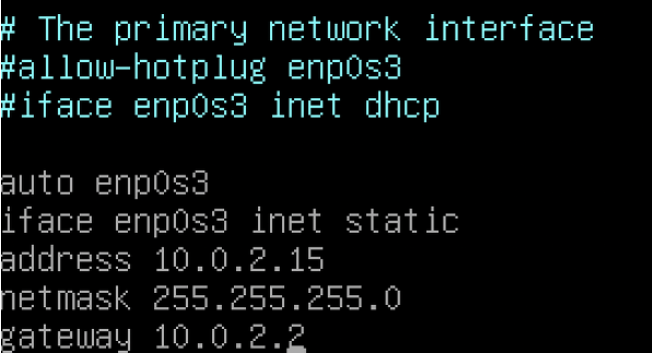 # The primary network interface
#allow-hotplug enp0s3
#iface enp0s3 inet dhcp
auto enp0s3
iface enp0s3 inet static
address 10.0.2.15
netmask 255.255.255.0
gateway 10.0.2.2